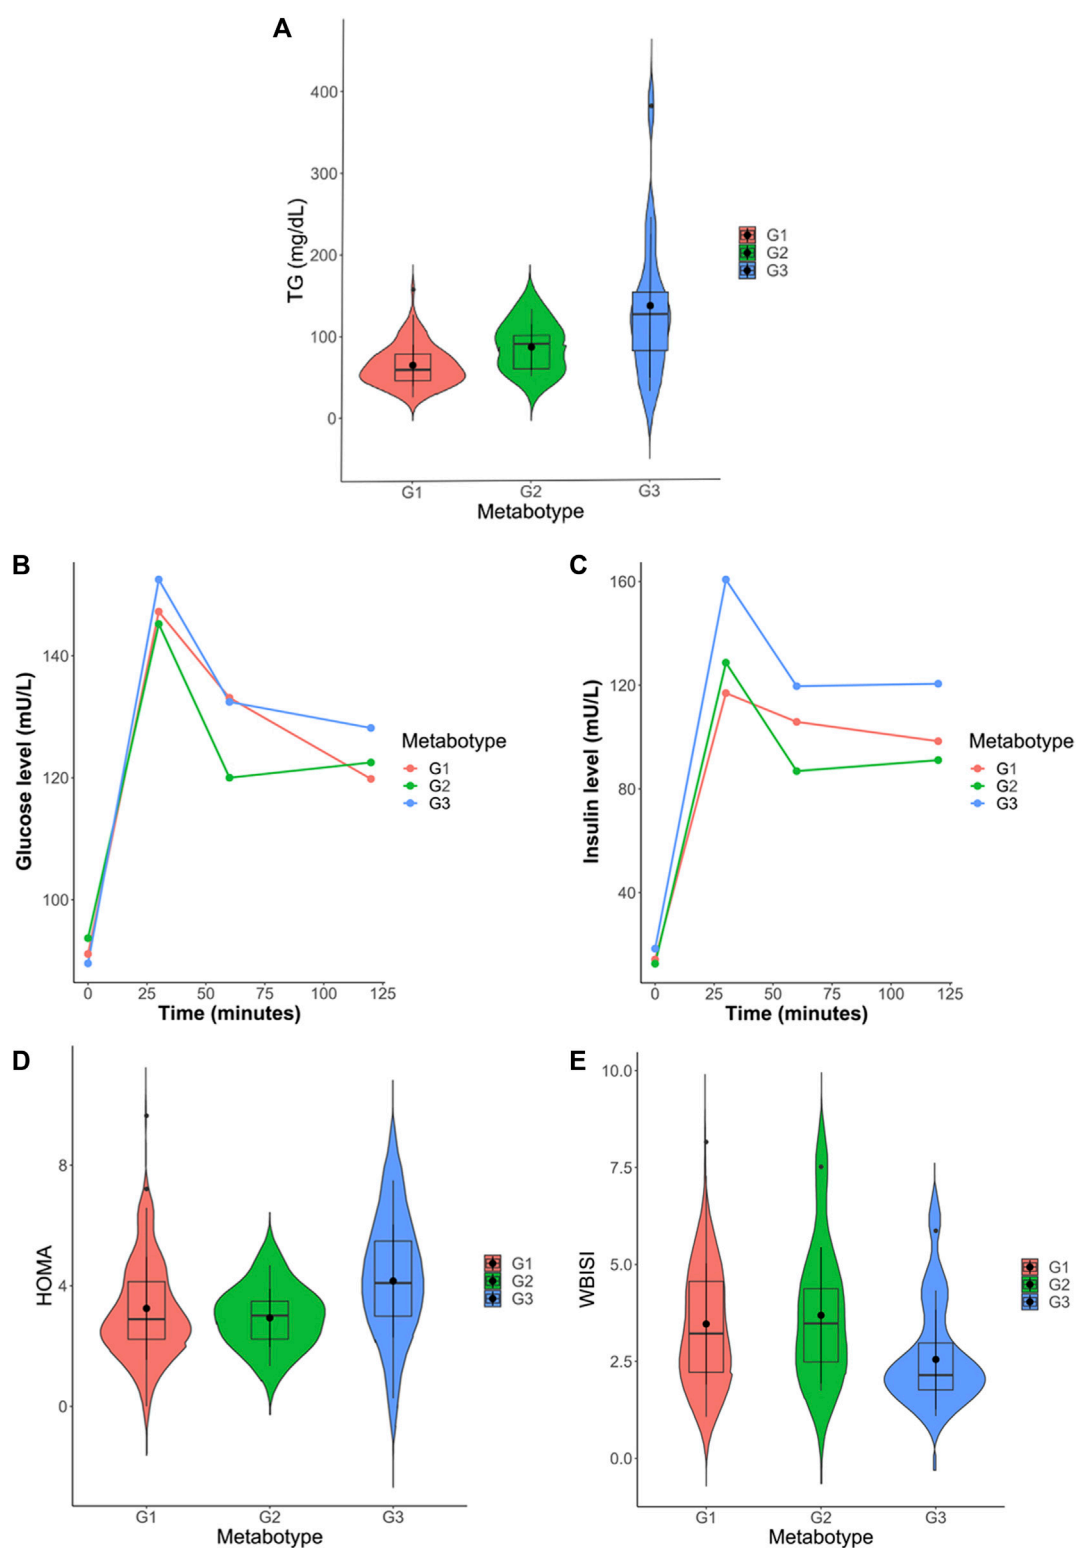 A
TG (mg/dL)
400
300
200
100
0
G1 G2 G3
Metabotype
G1
G2
G3
B
Glucose level (mU/L)
140
120
100
0 25 50 75 100 125
Time (minutes)
Metabotype
G1
G2
G3
C
Insulin level (mU/L)
160
120
80
40
0 25 50 75 100 125
Time (minutes)
Metabotype
G1
G2
G3
D
HOMA
8
4
0
G1 G2 G3
Metabotype
G1
G2
G3
E
WBISI
10.0
7.5
5.0
2.5
0.0
G1 G2 G3
Metabotype
G1
G2
G3